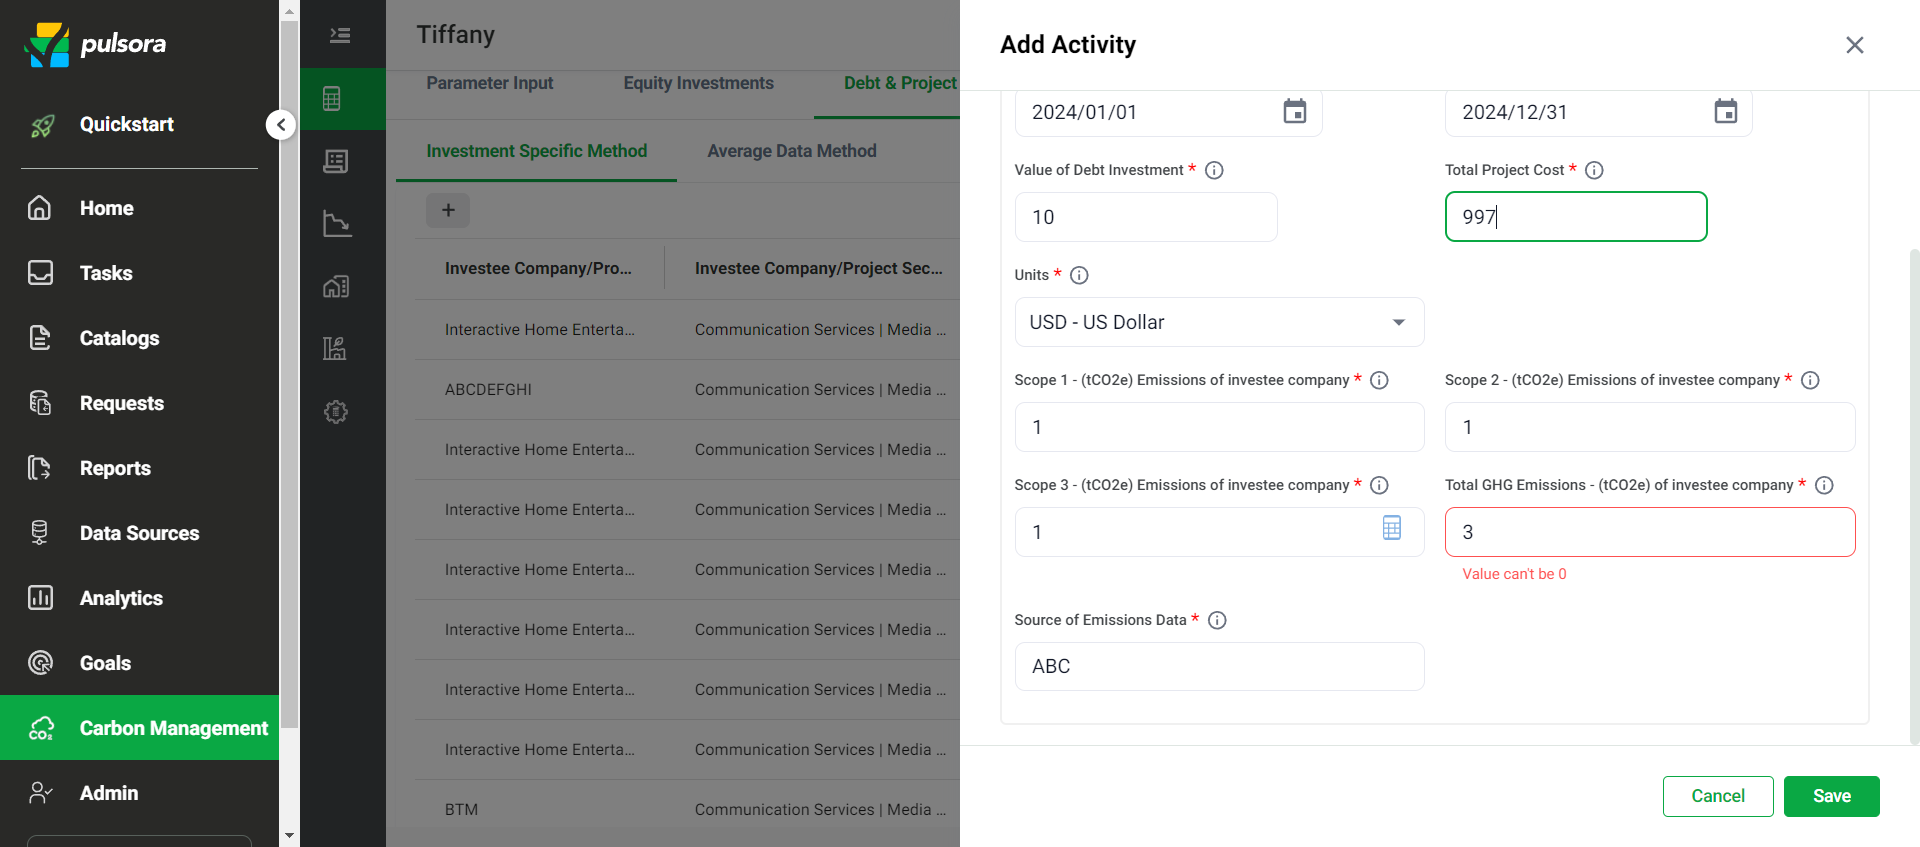 pulsora
Quickstart
Home
Tasks
Catalogs
Requests
Reports
Data Sources
Analytics
Goals
CO₂
Carbon Management
Admin
Tiffany
Parameter Input
Equity Investments
Debt & Project
Investment Specific Method
Average Data Method
+
Investee Company/Pro...
Investee Company/Project Sec...
Interactive Home Enterta...
Communication Services | Media ...
ABCDEFGHI
Communication Services | Media ...
Interactive Home Enterta...
Communication Services | Media ...
Interactive Home Enterta...
Communication Services | Media ...
Interactive Home Enterta...
Communication Services | Media ...
Interactive Home Enterta...
Communication Services | Media ...
Interactive Home Enterta...
Communication Services | Media ...
Interactive Home Enterta...
Communication Services | Media ...
BTM
Communication Services | Media ...
Add Activity
2024/01/01
2024/12/31
Value of Debt Investment *
Total Project Cost *
10
997
Units *
USD - US Dollar
Scope 1 - (tCO2e) Emissions of investee company *
Scope 2 - (tCO2e) Emissions of investee company *
1
1
Scope 3 - (tCO2e) Emissions of investee company *
Total GHG Emissions - (tCO2e) of investee company *
1
3
Value can't be 0
Source of Emissions Data *
ABC
Cancel
Save